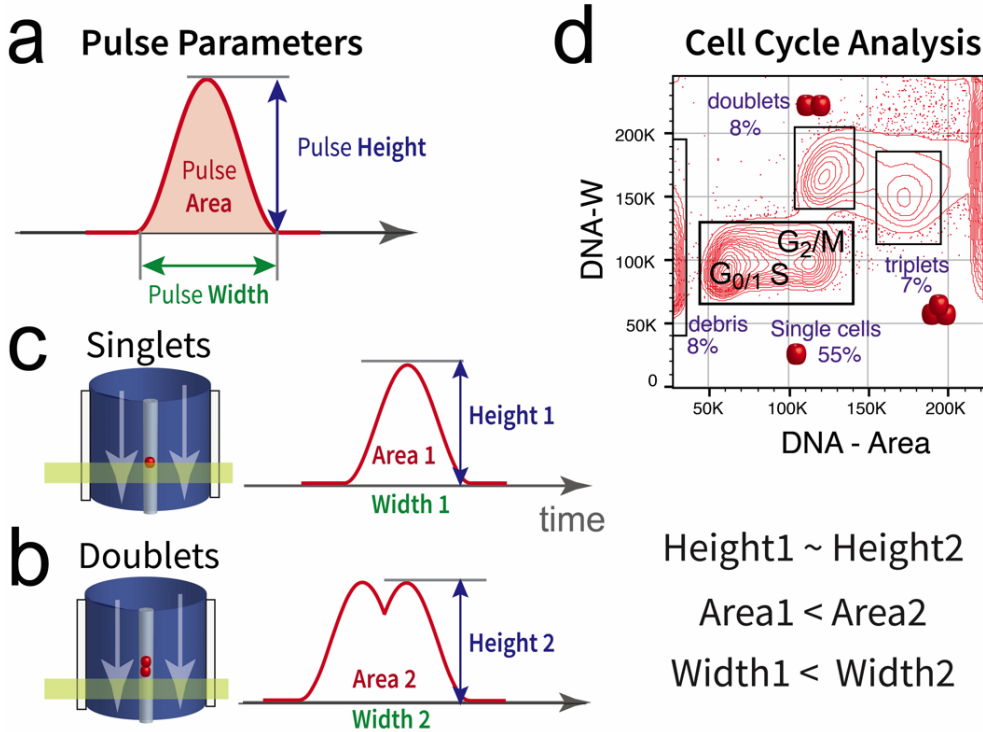 a Pulse Parameters
Pulse Height
Pulse
Area
Pulse Width
c Singlets
Height 1
Area 1
Width 1
time
b Doublets
Height 2
Area 2
Width 2
d Cell Cycle Analysis
doublets
8%
200K
150K
100K
50K
0
DNA-W
G2/M
G0/1 S
triplets
7%
debris
8%
Single cells
55%
50K 100K 150K 200K
DNA - Area
Height1 ~ Height2
Area1 < Area2
Width1 < Width2